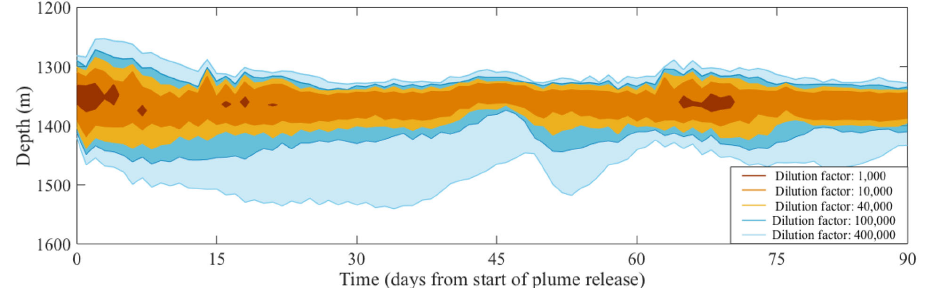 1200
1300
1400
1500
1600
Depth (m)
0
15
30
45
60
75
90
Time (days from start of plume release)
Dilution factor: 1,000
Dilution factor: 10,000
Dilution factor: 40,000
Dilution factor: 100,000
Dilution factor: 400,000